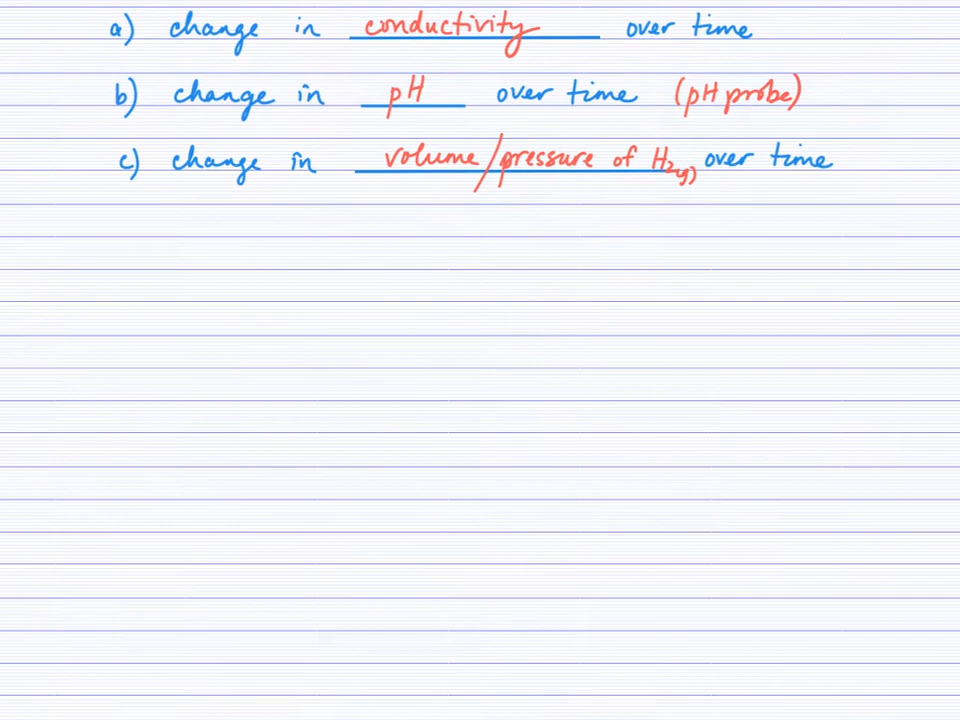 a) change in conductivity over time
b) change in pH over time (pH probe)
c) change in volume/pressure of H2(g) over time